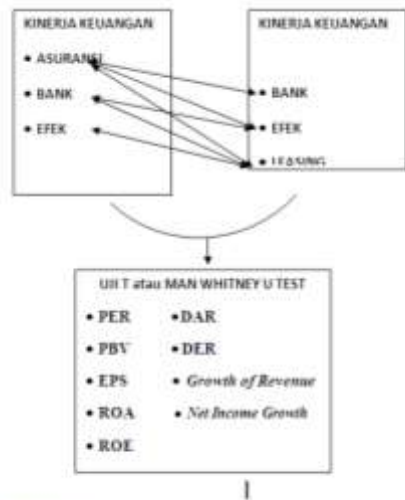 KINERJA KEUANGAN
• ASURANSI
• BANK
• EFEK
KINERJA KEUANGAN
• BANK
• EFEK
• LEASING
UJI T atau MAN WHITNEY U TEST
• PER
• PBV
• EPS
• ROA
• ROE
• DAR
• DER
• Growth of Revenue
• Net Income Growth